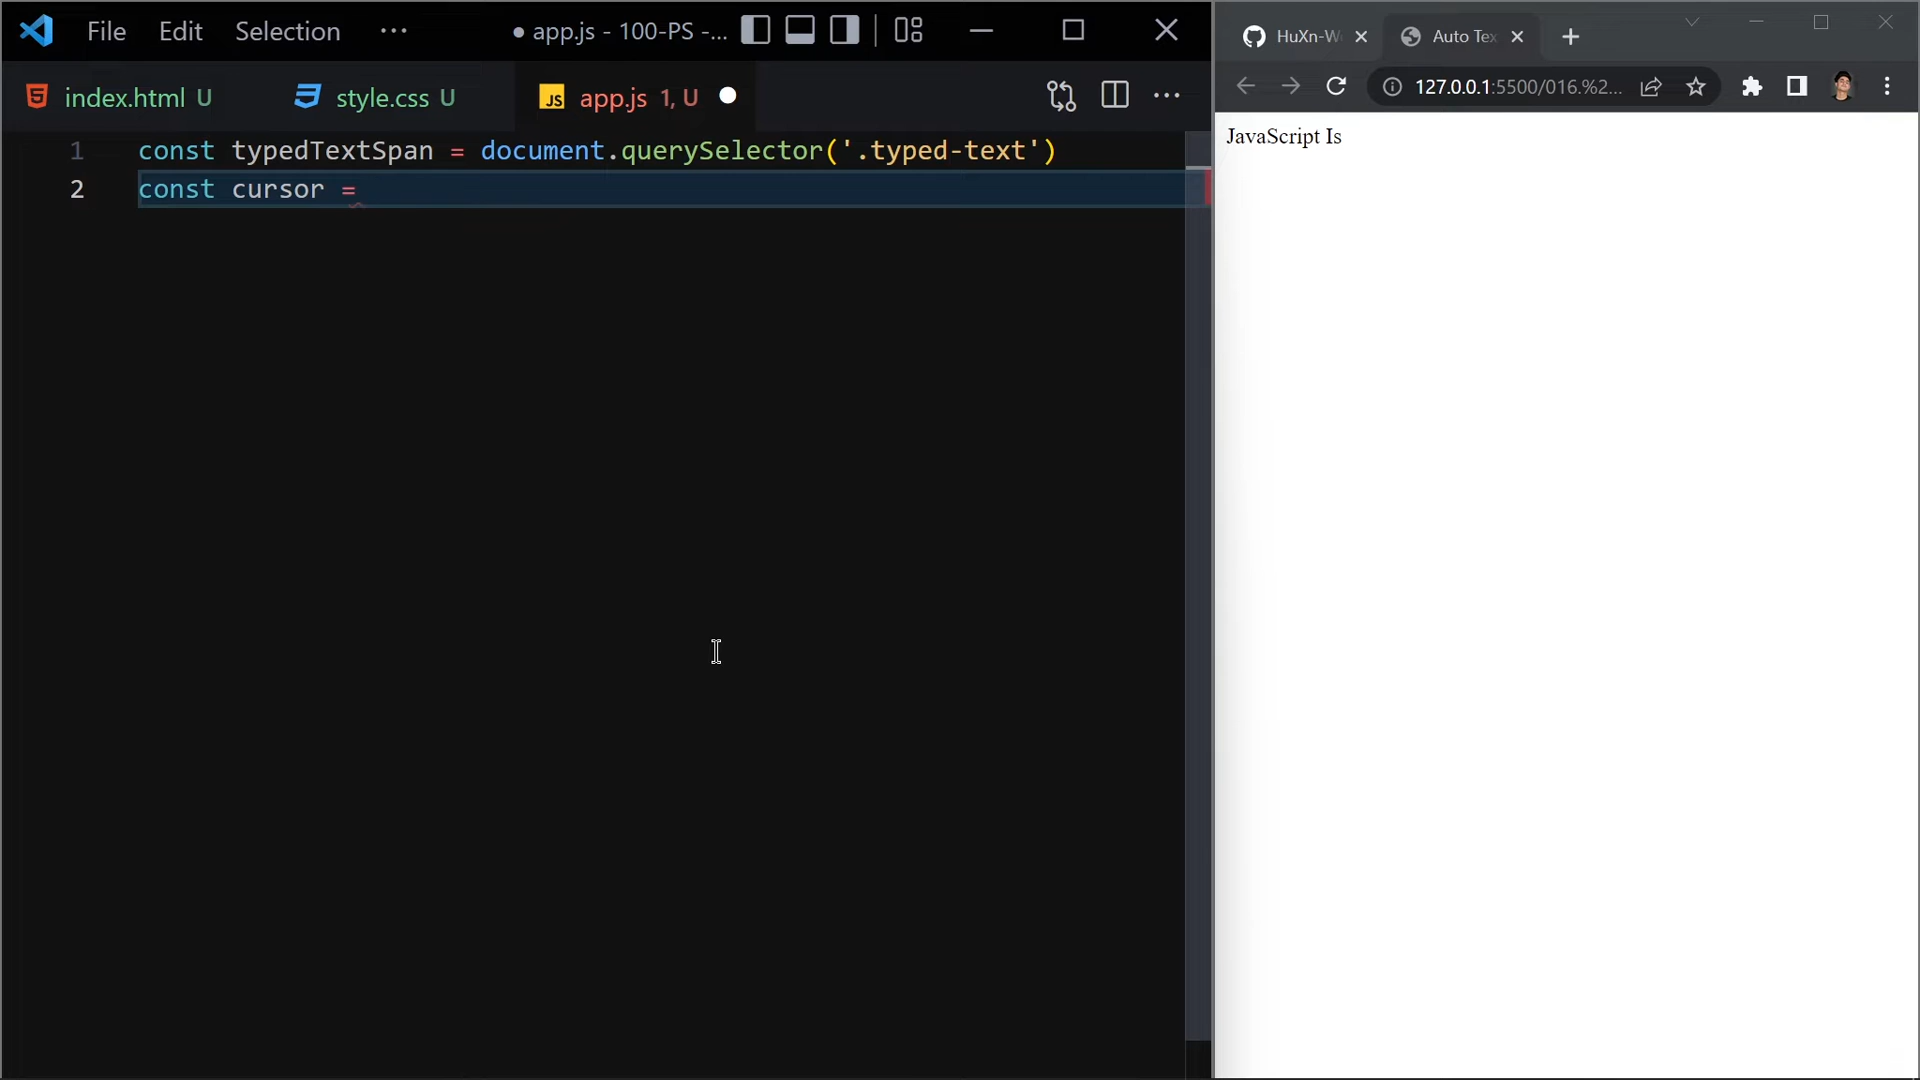 File Edit Selection ··· ● app.js - 100-PS -...
index.html U style.css U JS app.js 1, U ●
1 const typedTextSpan = document.querySelector('.typed-text')
2 const cursor =
HuXn-W
Auto Tex
127.0.0.1:5500/016.%2...
JavaScript Is